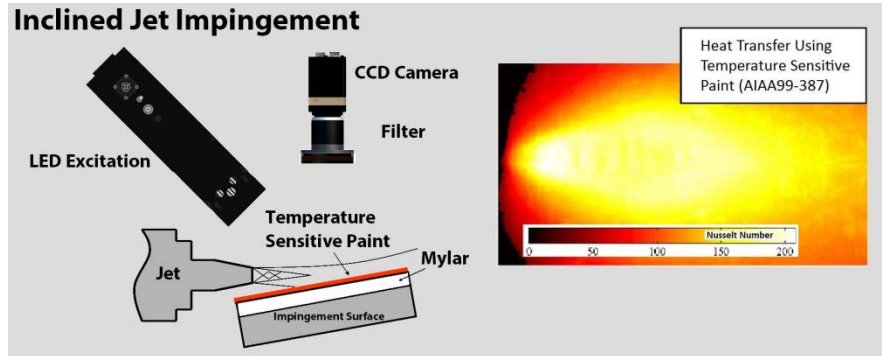 Inclined Jet Impingement
CCD Camera
Filter
LED Excitation
Temperature
Sensitive Paint
Mylar
Jet
Impingement Surface
Heat Transfer Using
Temperature Sensitive
Paint (AIAA99-387)
Nusselt Number
0 50 100 150 200